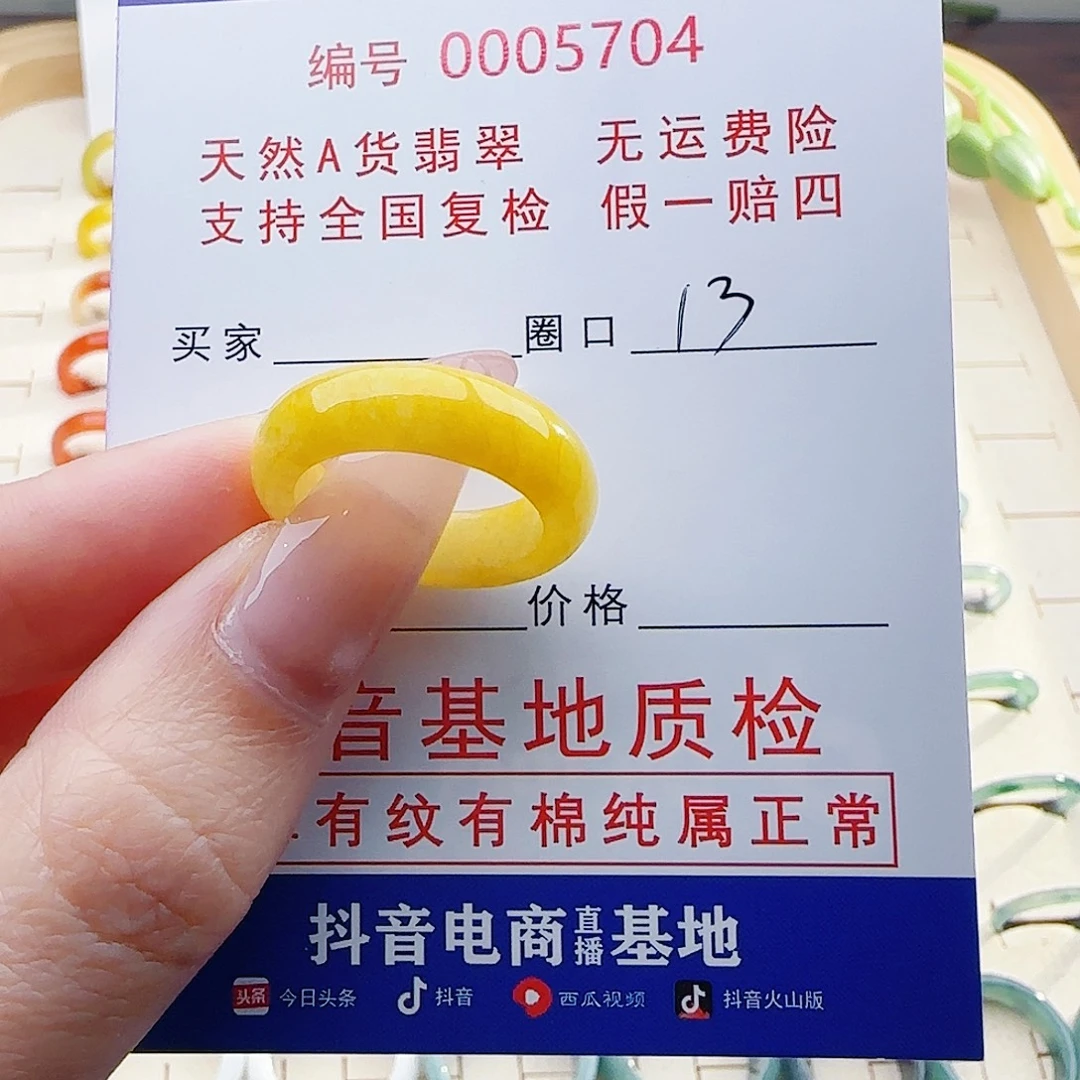 编号 0005704
天然A货翡翠 无运费险
支持全国复检 假一赔四
买家 圈口 13
价格
音基地质检
有纹有棉纯属正常
抖音电商直播基地
头条 今日头条 抖音 西瓜视频 抖音火山版